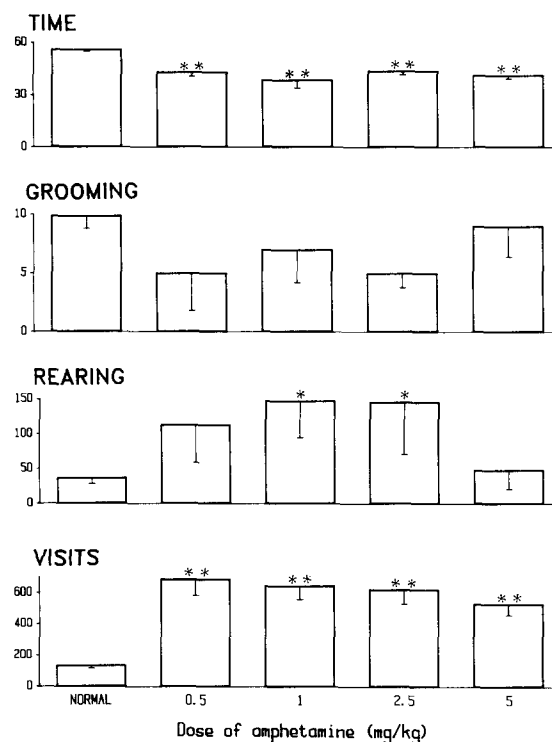 TIME
60
** ** ** **
30
0
GROOMING
10
5
0
REARING
150
* *
100
50
0
VISITS
** ** ** **
600
400
200
0
NORMAL 0.5 1 2.5 5
Dose of amphetamine (mg/kg)